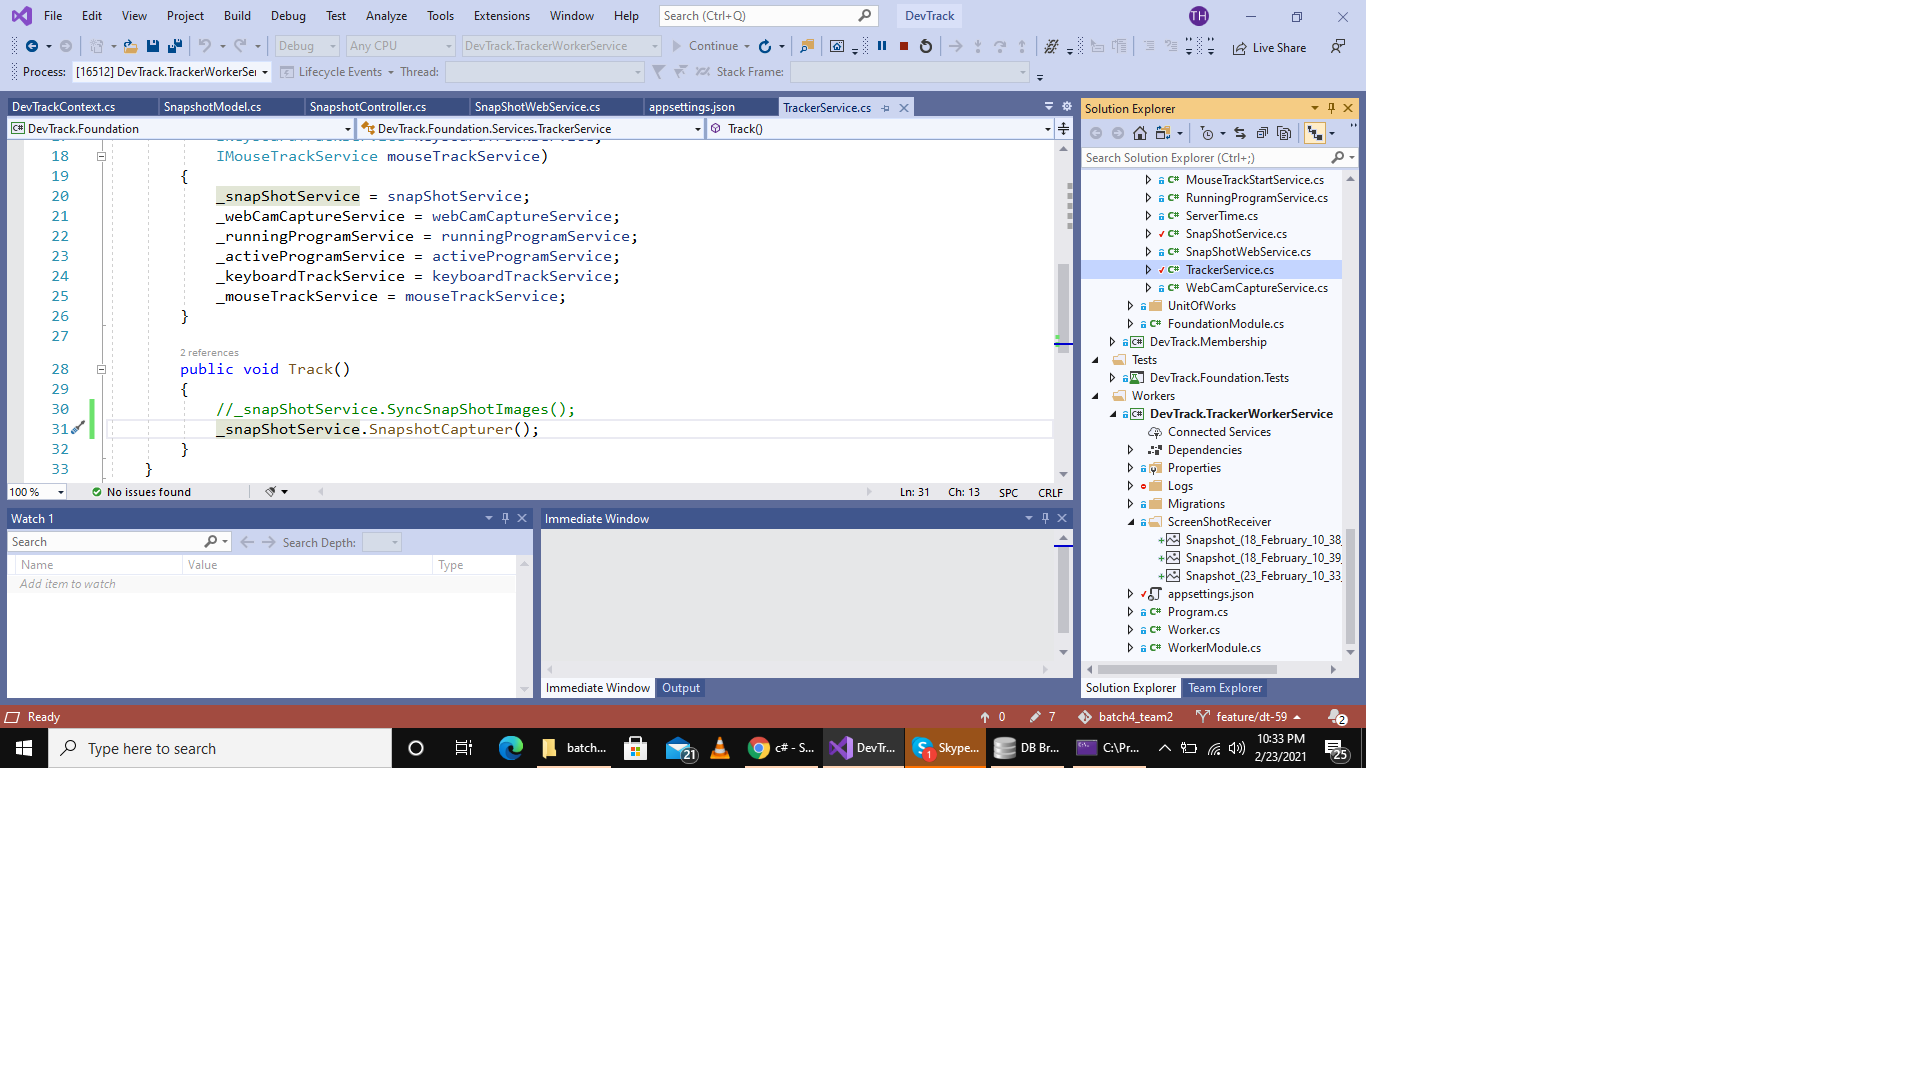 File Edit View Project Build Debug Test Analyze Tools Extensions Window Help Search (Ctrl+Q) DevTrack TH
Debug Any CPU DevTrack.TrackerWorkerService Continue Live Share
Process: [16512] DevTrack.TrackerWorkerSer Lifecycle Events Thread: Stack Frame:
DevTrackContext.cs SnapshotModel.cs SnapshotController.cs SnapShotWebService.cs appsettings.json TrackerService.cs
DevTrack.Foundation DevTrack.Foundation.Services.TrackerService Track()
18 IMouseTrackService mouseTrackService)
19 {
20 _snapShotService = snapShotService;
21 _webCamCaptureService = webCamCaptureService;
22 _runningProgramService = runningProgramService;
23 _activeProgramService = activeProgramService;
24 _keyboardTrackService = keyboardTrackService;
25 _mouseTrackService = mouseTrackService;
26 }
27
2 references
28 public void Track()
29 {
30 //_snapShotService.SyncSnapShotImages();
31 _snapShotService.SnapshotCapturer();
32 }
33 }
100 % No issues found Ln: 31 Ch: 13 SPC CRLF
Watch 1
Search Search Depth:
Name Value Type
Add item to watch
Immediate Window
Immediate Window Output
Solution Explorer
Search Solution Explorer (Ctrl+;)
MouseTrackStartService.cs
RunningProgramService.cs
ServerTime.cs
SnapShotService.cs
SnapShotWebService.cs
TrackerService.cs
WebCamCaptureService.cs
UnitOfWorks
FoundationModule.cs
DevTrack.Membership
Tests
DevTrack.Foundation.Tests
Workers
DevTrack.TrackerWorkerService
Connected Services
Dependencies
Properties
Logs
Migrations
ScreenShotReceiver
Snapshot_(18_February_10_38_
Snapshot_(18_February_10_39_
Snapshot_(23_February_10_33_
appsettings.json
Program.cs
Worker.cs
WorkerModule.cs
Solution Explorer Team Explorer
Ready 0 7 batch4_team2 feature/dt-59 2
Type here to search batch... 21 c# - S... DevTr... Skype... 1 DB Br... C:\Pr... 10:33 PM
2/23/2021 25